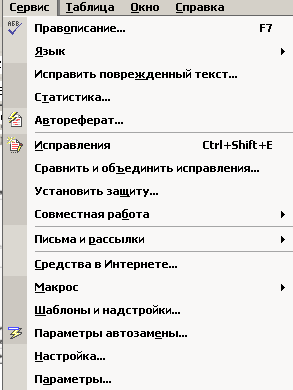 Сервис Таблица Окно Справка
Правописание... F7
Язык
Исправить поврежденный текст...
Статистика...
Автореферат...
Исправления Ctrl+Shift+E
Сравнить и объединить исправления...
Установить защиту...
Совместная работа
Письма и рассылки
Средства в Интернете...
Макрос
Шаблоны и надстройки...
Параметры автозамены...
Настройка...
Параметры...